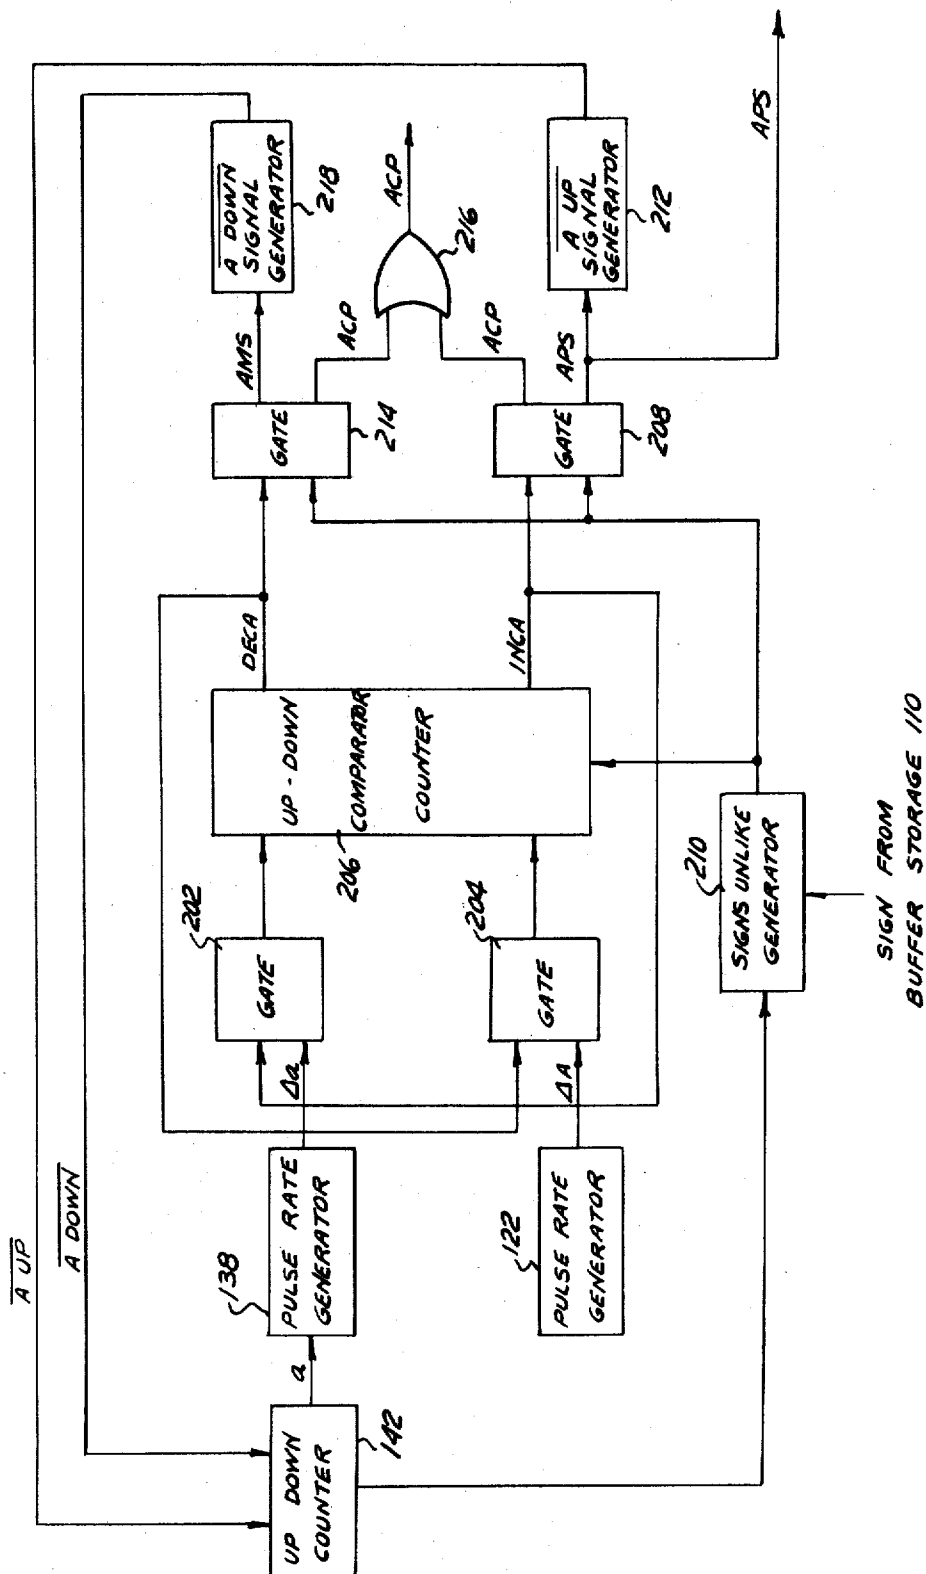 A UP
A DOWN
UP DOWN
COUNTER
142
a
138
PULSE RATE
GENERATOR
122
PULSE RATE
GENERATOR
Δa
ΔA
202
GATE
204
GATE
206
UP - DOWN
COMPARATOR
COUNTER
210
SIGNS UNLIKE
GENERATOR
SIGN FROM
BUFFER STORAGE 110
DECA
INCA
GATE
214
GATE
208
AMS
ACP
ACP
APS
A DOWN
SIGNAL
GENERATOR
218
ACP
216
A UP
SIGNAL
GENERATOR
212
APS